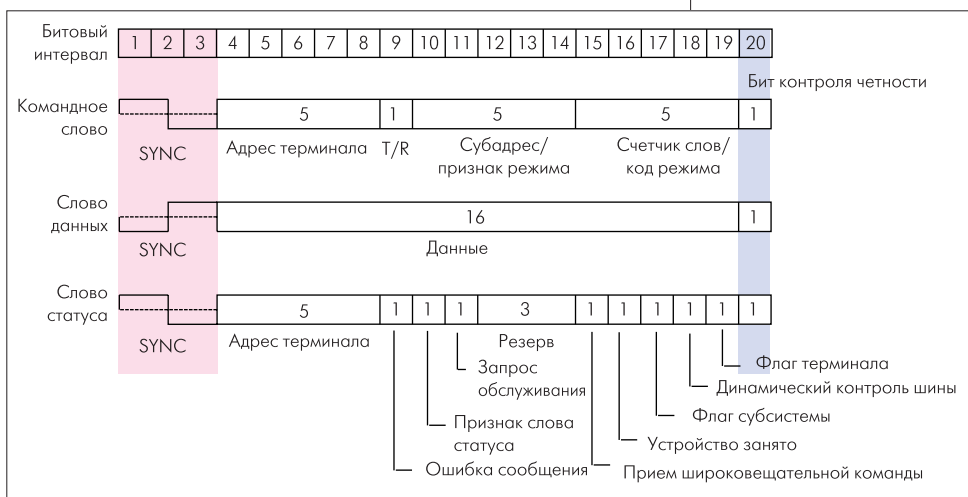 Битовый
интервал
1 2 3 4 5 6 7 8 9 10 11 12 13 14 15 16 17 18 19 20
Бит контроля четности
Командное
слово
5 1 5 5 1
SYNC
Адрес терминала T/R
Субадрес/
признак режима
Счетчик слов/
код режима
Слово
данных
16 1
SYNC
Данные
Слово
статуса
5 1 1 1 3 1 1 1 1 1 1
SYNC
Адрес терминала
Резерв
Запрос
обслуживания
Признак слова
статуса
Ошибка сообщения
Флаг терминала
Динамический контроль шины
Флаг субсистемы
Устройство занято
Прием широковещательной команды